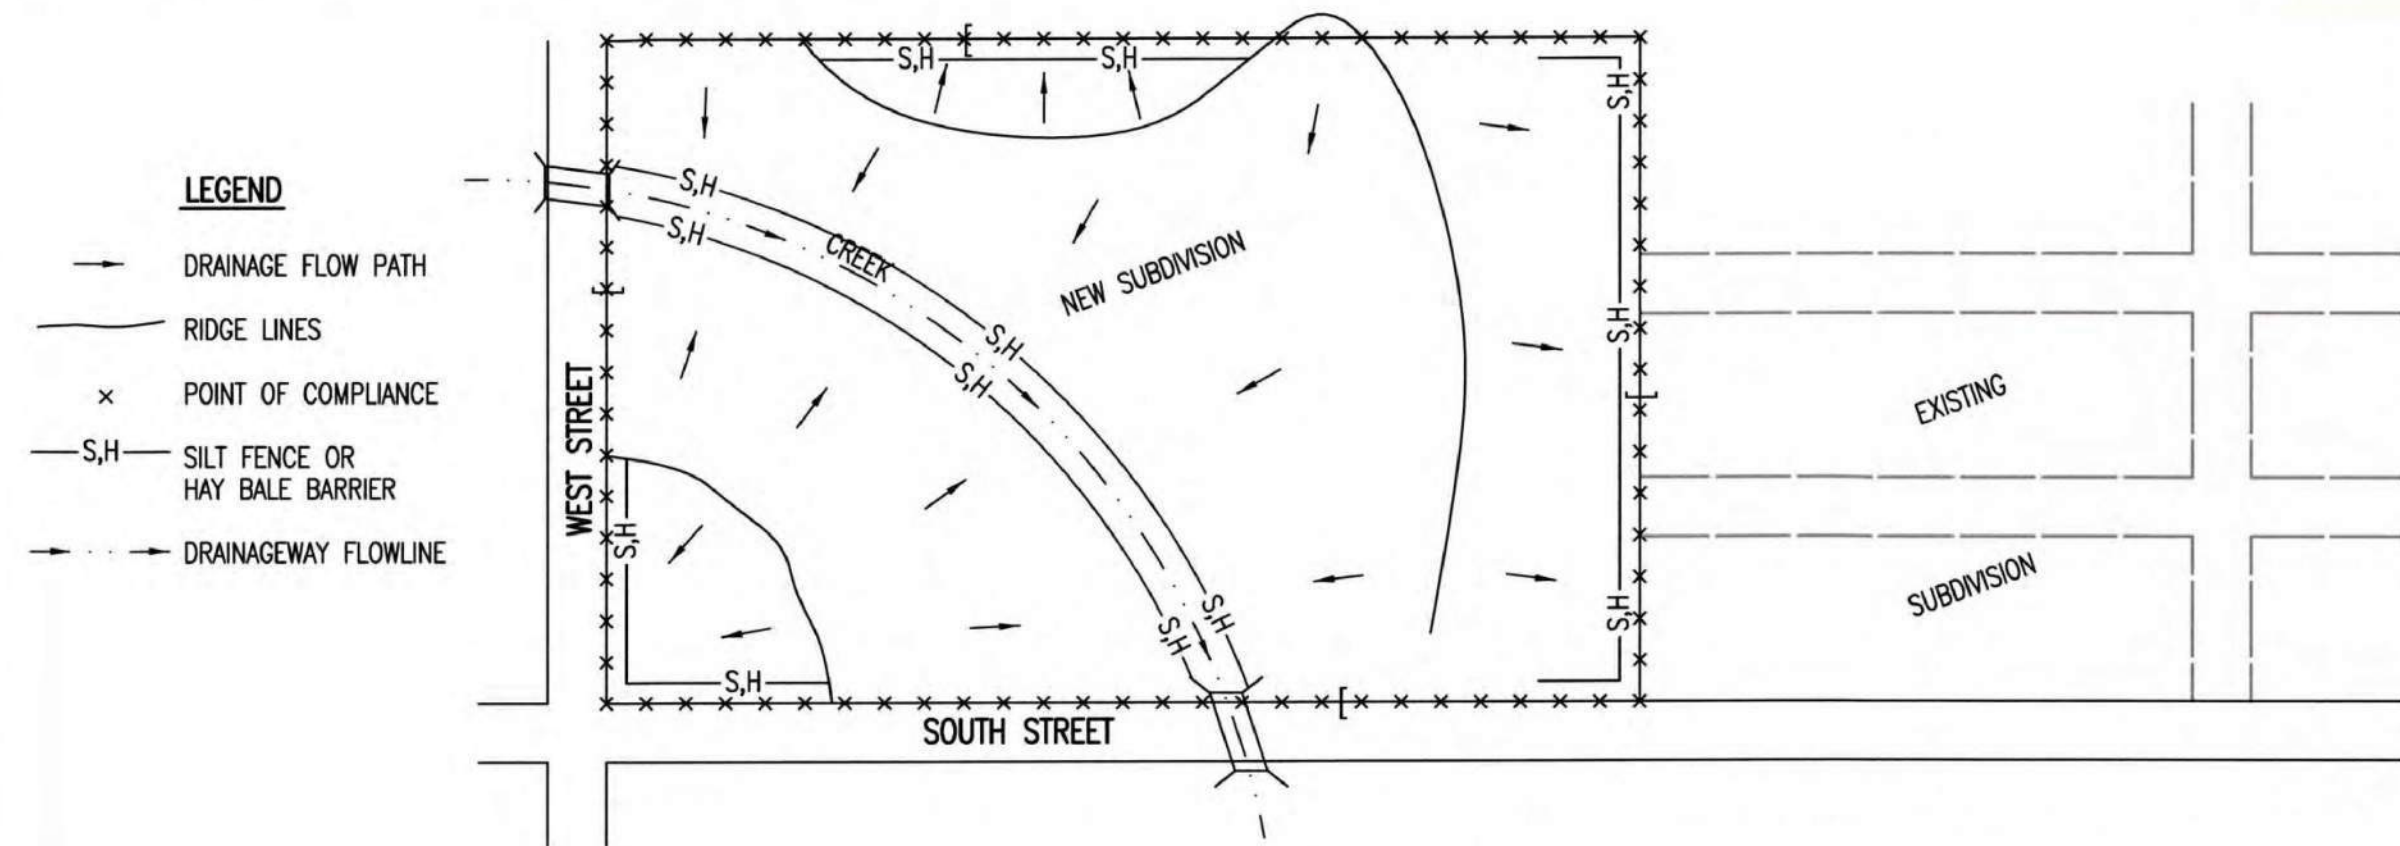 LEGEND
DRAINAGE FLOW PATH
RIDGE LINES
× POINT OF COMPLIANCE
S,H SILT FENCE OR
HAY BALE BARRIER
DRAINAGEWAY FLOWLINE
S,H
S,H
S,H
S,H
S,H
CREEK
NEW SUBDIVISION
S,H
S,H
S,H
WEST STREET
EXISTING
S,H
SUBDIVISION
S,H
S,H
S,H
S,H
SOUTH STREET